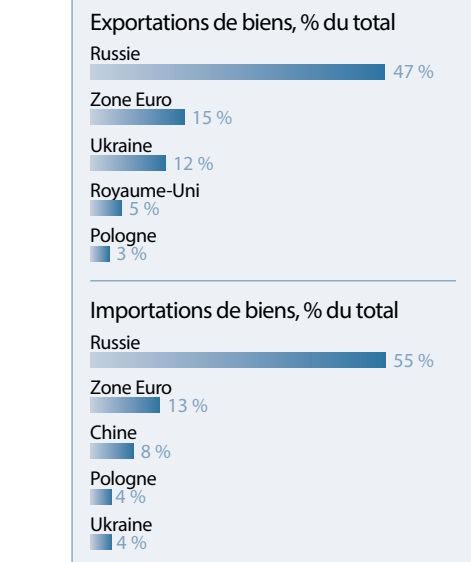 Exportations de biens, % du total
Russie
47 %
Zone Euro
15 %
Ukraine
12 %
Royaume-Uni
5 %
Pologne
3 %
Importations de biens, % du total
Russie
55 %
Zone Euro
13 %
Chine
8 %
Pologne
4 %
Ukraine
4 %